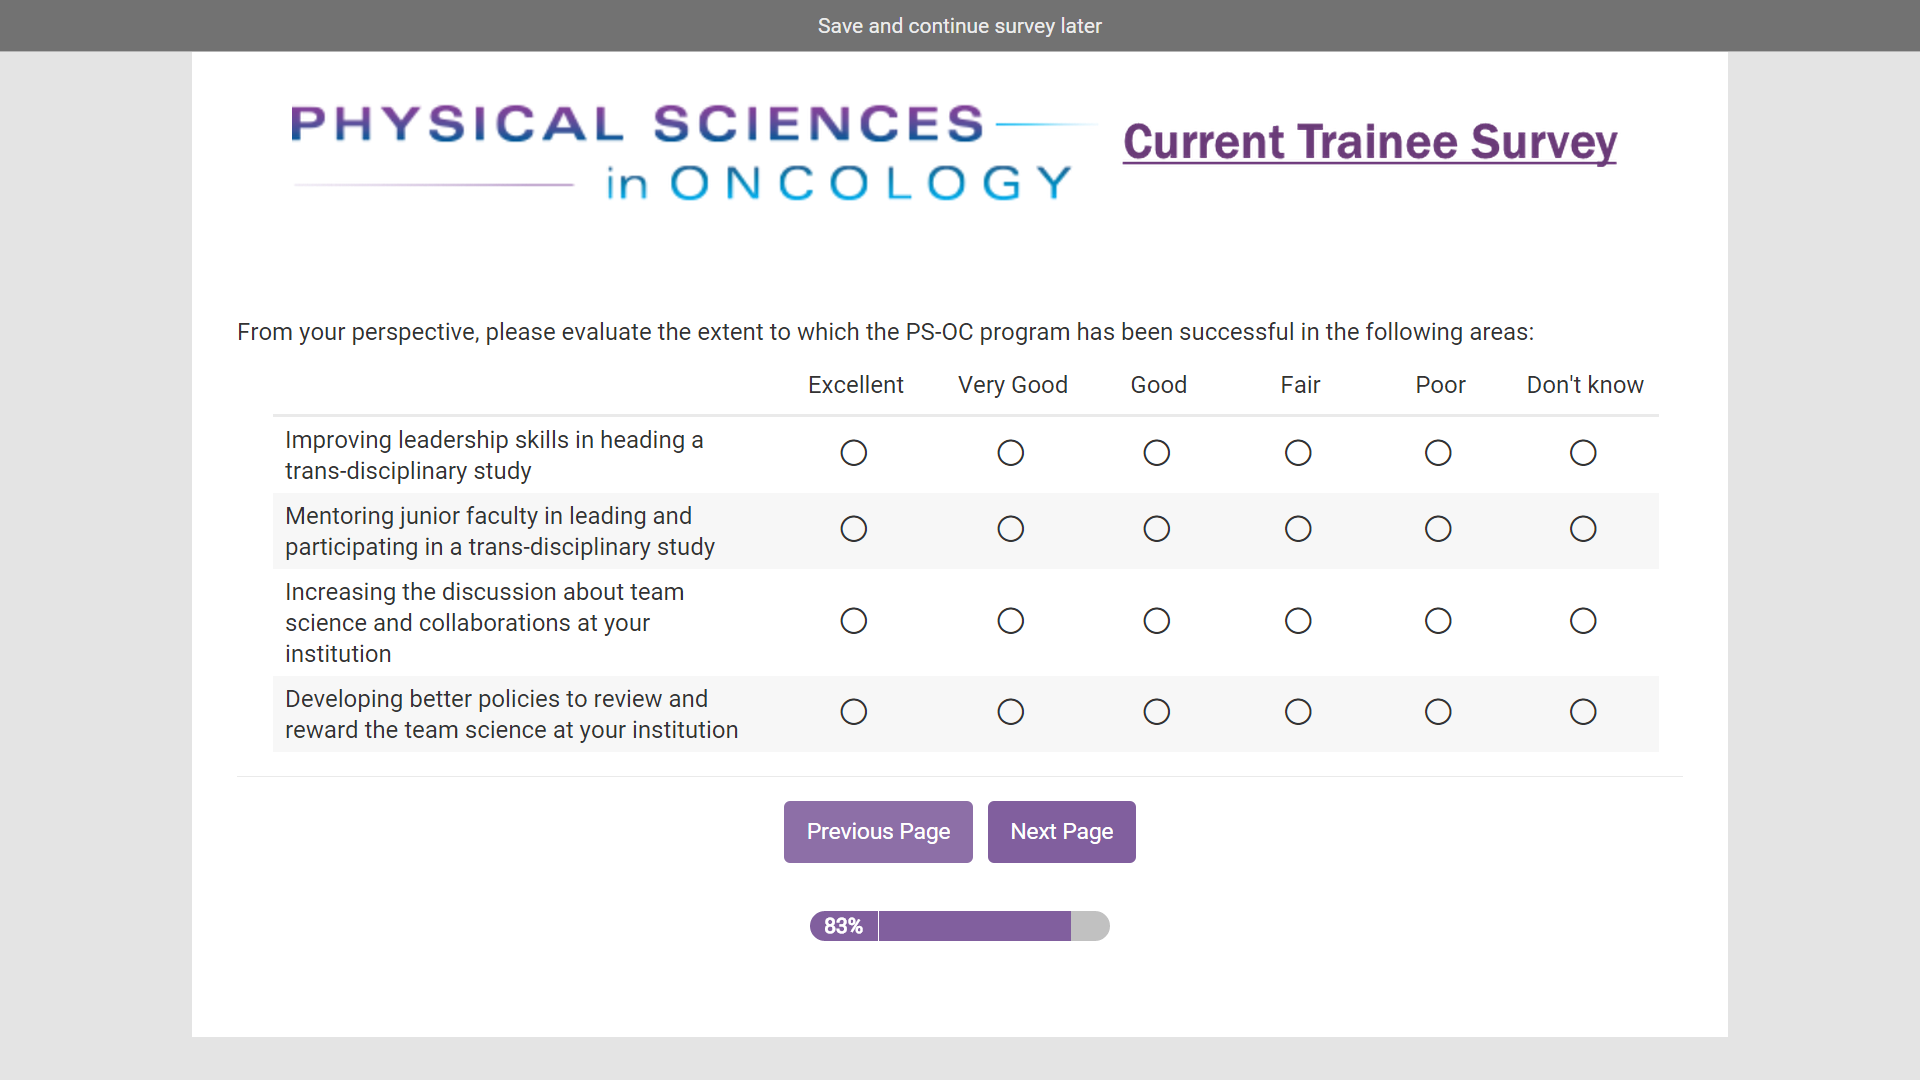 Save and continue survey later
PHYSICAL SCIENCES
in ONCOLOGY
Current Trainee Survey
From your perspective, please evaluate the extent to which the PS-OC program has been successful in the following areas:
Excellent Very Good Good Fair Poor Don't know
Improving leadership skills in heading a
trans-disciplinary study
Mentoring junior faculty in leading and
participating in a trans-disciplinary study
Increasing the discussion about team
science and collaborations at your
institution
Developing better policies to review and
reward the team science at your institution
Previous Page Next Page
83%